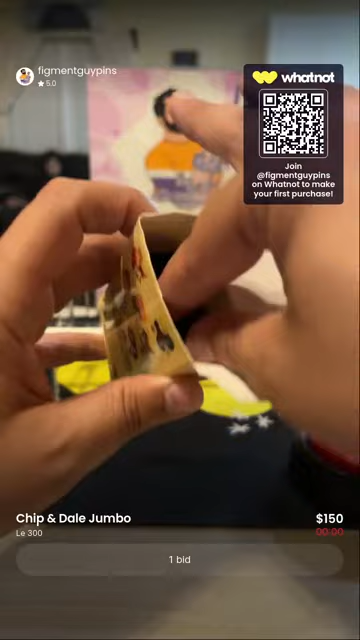 figmentguypins
★ 5.0
whatnot
Join
@figmentguypins
on Whatnot to make
your first purchase!
Chip & Dale Jumbo
$150
Le 300
00:00
1 bid